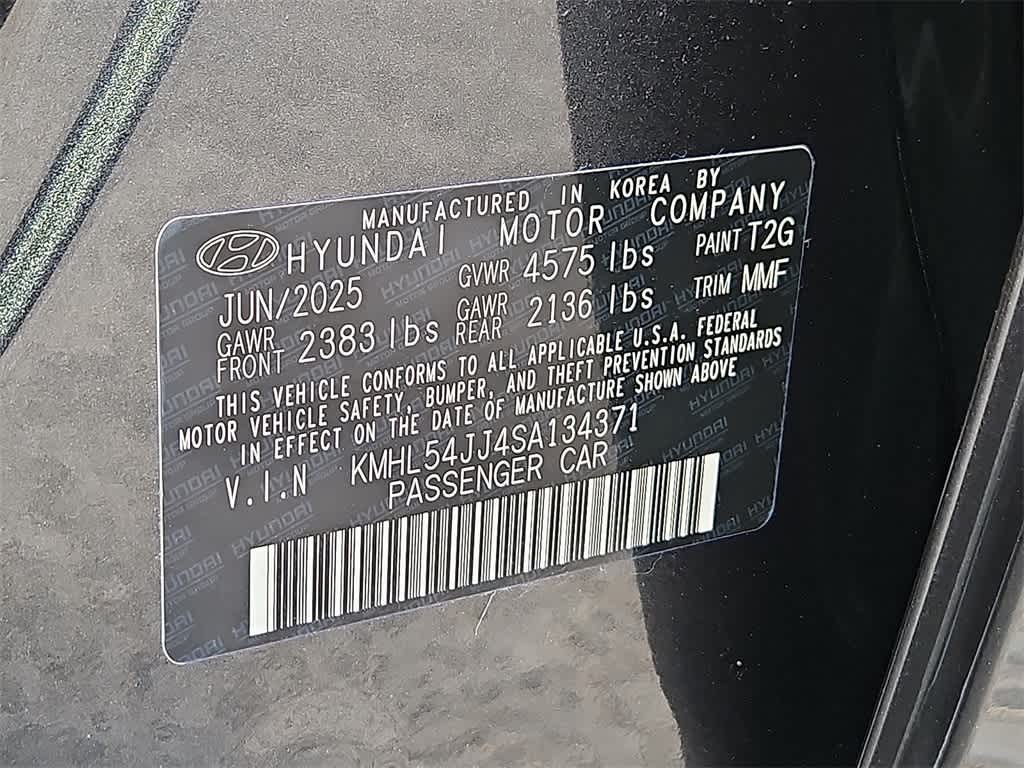 MANUFACTURED IN KOREA BY
HYUNDAI MOTOR COMPANY
JUN/2025 GVWR 4575 lbs PAINT T2G
GAWR FRONT 2383 lbs GAWR REAR 2136 lbs TRIM MMF
THIS VEHICLE CONFORMS TO ALL APPLICABLE U.S.A. FEDERAL
MOTOR VEHICLE SAFETY, BUMPER, AND THEFT PREVENTION STANDARDS
IN EFFECT ON THE DATE OF MANUFACTURE SHOWN ABOVE
V.I.N KMHL54JJ4SA134371
PASSENGER CAR